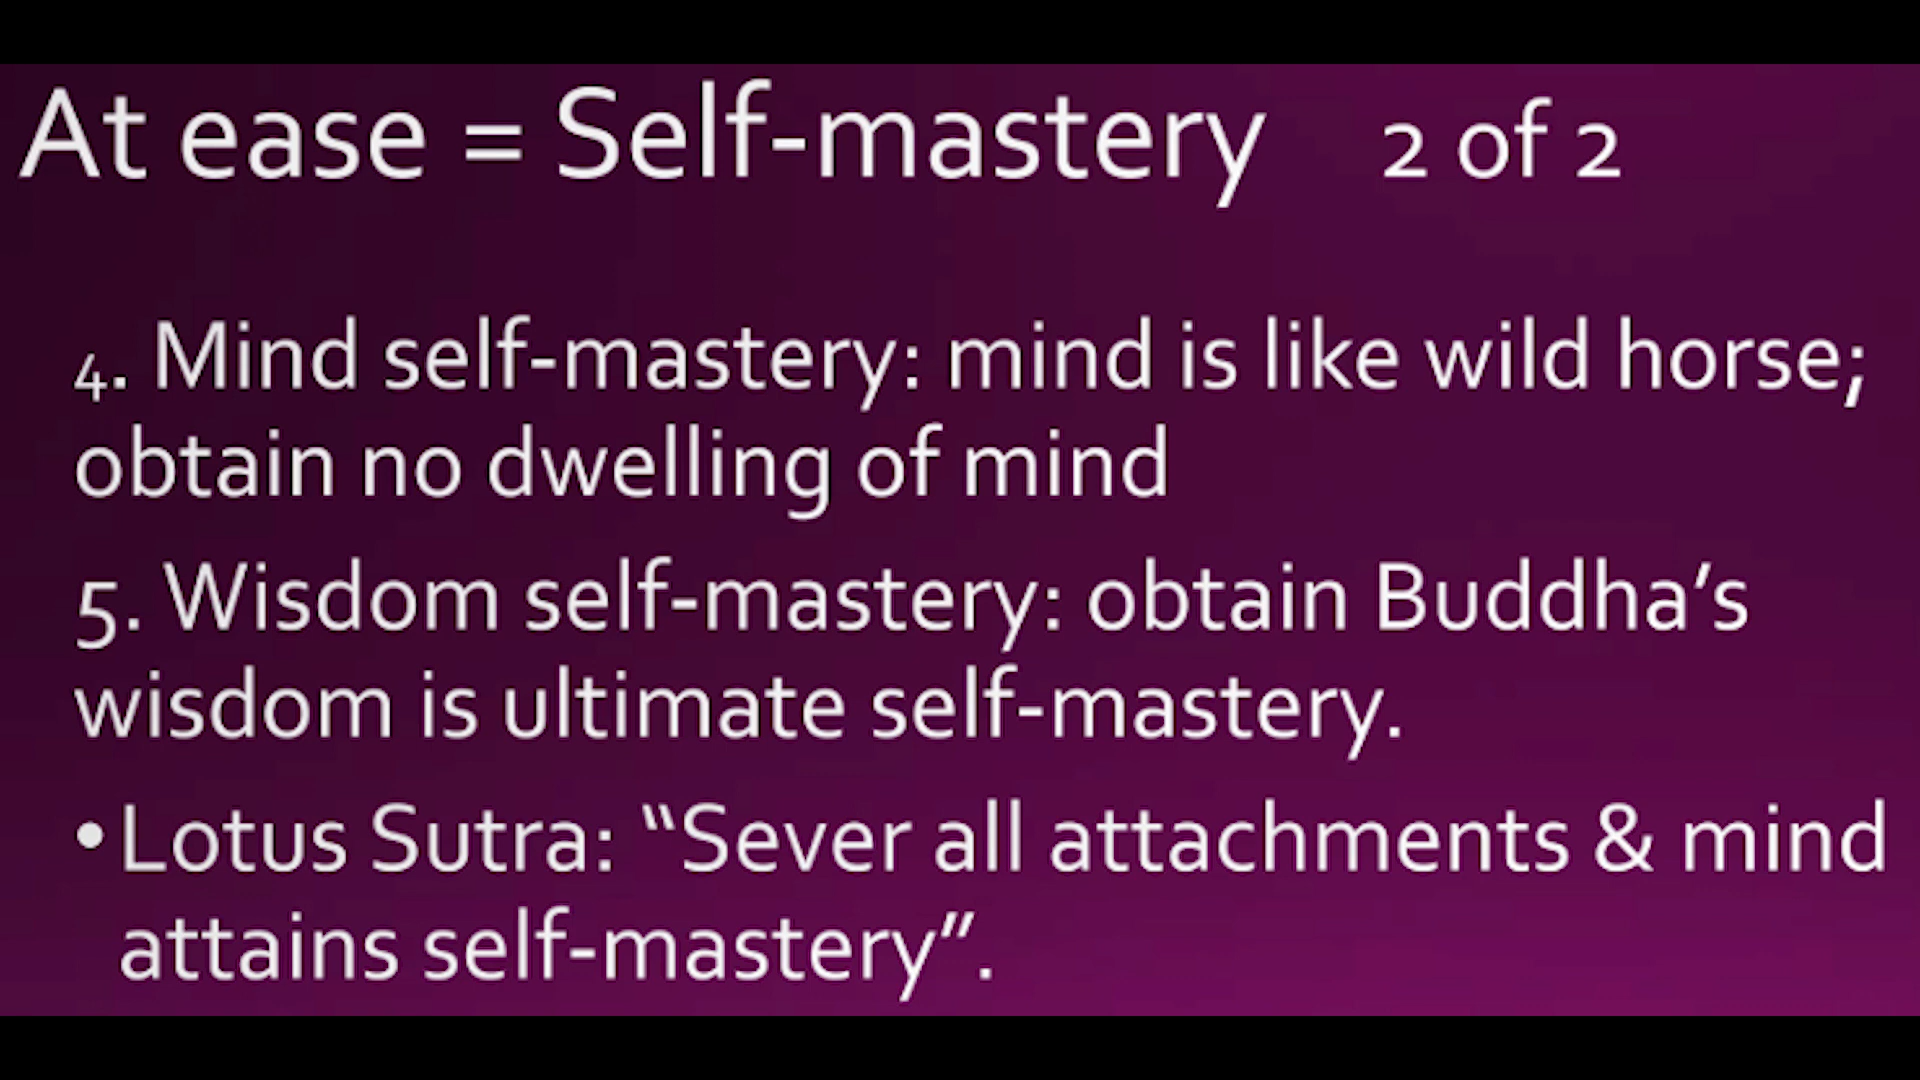 At ease = Self-mastery 2 of 2
4. Mind self-mastery: mind is like wild horse;
obtain no dwelling of mind
5. Wisdom self-mastery: obtain Buddha’s
wisdom is ultimate self-mastery.
• Lotus Sutra: “Sever all attachments & mind
attains self-mastery”.